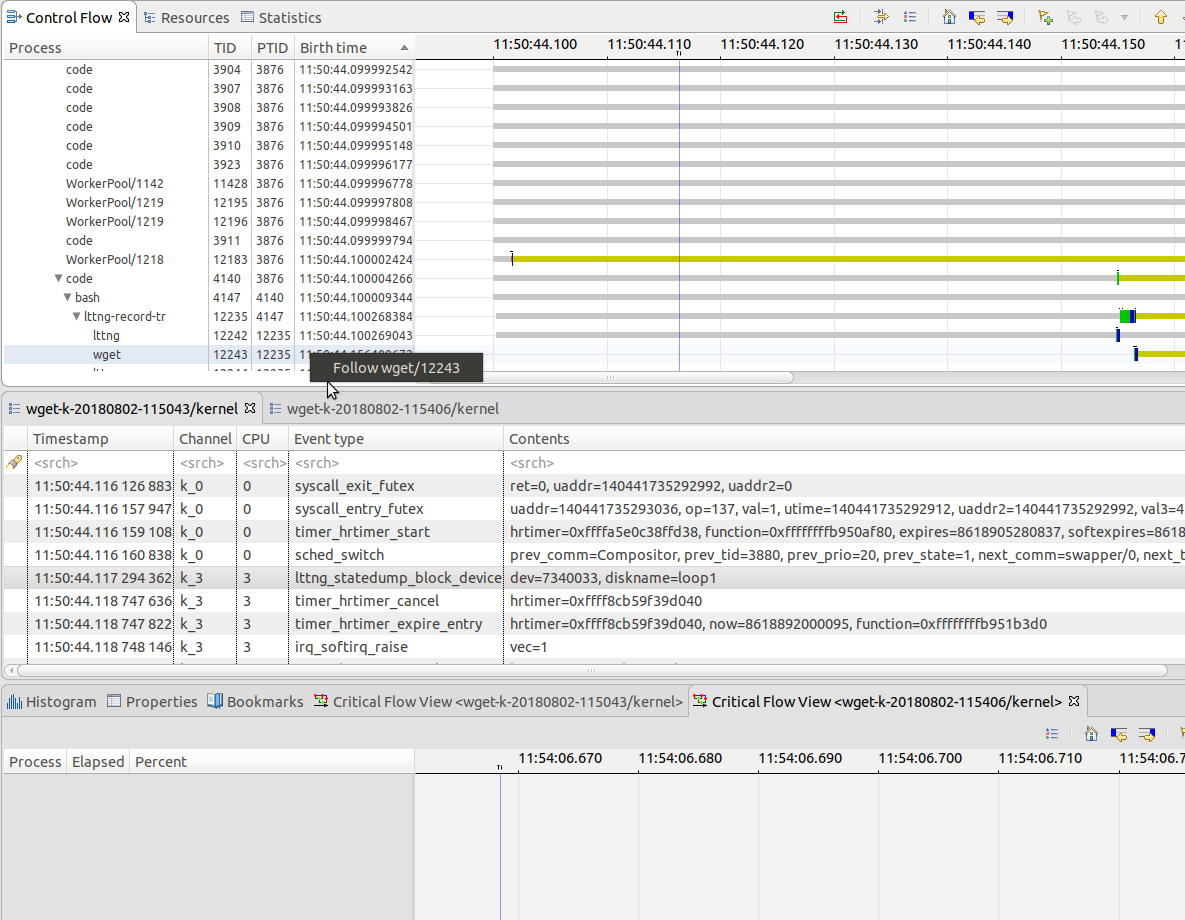 Control Flow Resources Statistics
Process TID PTID Birth time 11:50:44.100 11:50:44.110 11:50:44.120 11:50:44.130 11:50:44.140 11:50:44.150
code 3904 3876 11:50:44.099992542
code 3907 3876 11:50:44.099993163
code 3908 3876 11:50:44.099993826
code 3909 3876 11:50:44.099994501
code 3910 3876 11:50:44.099995148
code 3923 3876 11:50:44.099996177
WorkerPool/1142 11428 3876 11:50:44.099996778
WorkerPool/1219 12195 3876 11:50:44.099997808
WorkerPool/1219 12196 3876 11:50:44.099998467
code 3911 3876 11:50:44.099999794
WorkerPool/1218 12183 3876 11:50:44.100002424
code 4140 3876 11:50:44.100004266
bash 4147 4140 11:50:44.100009344
lttng-record-tr 12235 4147 11:50:44.100268384
lttng 12242 12235 11:50:44.100269043
wget 12243 12235
Follow wget/12243
wget-k-20180802-115043/kernel wget-k-20180802-115406/kernel
Timestamp Channel CPU Event type Contents
<srch> <srch> <srch> <srch> <srch>
11:50:44.116 126 883 k_0 0 syscall_exit_futex ret=0, uaddr=140441735292992, uaddr2=0
11:50:44.116 157 947 k_0 0 syscall_entry_futex uaddr=140441735293036, op=137, val=1, utime=140441735292912, uaddr2=140441735292992, val3=4
11:50:44.116 159 108 k_0 0 timer_hrtimer_start hrtimer=0xffffa5e0c38ffd38, function=0xffffffffb950af80, expires=8618905280837, softexpires=8618
11:50:44.116 160 838 k_0 0 sched_switch prev_comm=Compositor, prev_tid=3880, prev_prio=20, prev_state=1, next_comm=swapper/0, next_t
11:50:44.117 294 362 k_3 3 lttng_statedump_block_device dev=7340033, diskname=loop1
11:50:44.118 747 636 k_3 3 timer_hrtimer_cancel hrtimer=0xffff8cb59f39d040
11:50:44.118 747 822 k_3 3 timer_hrtimer_expire_entry hrtimer=0xffff8cb59f39d040, now=8618892000095, function=0xffffffffb951b3d0
11:50:44.118 748 146 k_3 3 irq_softirq_raise vec=1
Histogram Properties Bookmarks Critical Flow View <wget-k-20180802-115043/kernel> Critical Flow View <wget-k-20180802-115406/kernel>
Process Elapsed Percent 11:54:06.670 11:54:06.680 11:54:06.690 11:54:06.700 11:54:06.710 11:54:06.7